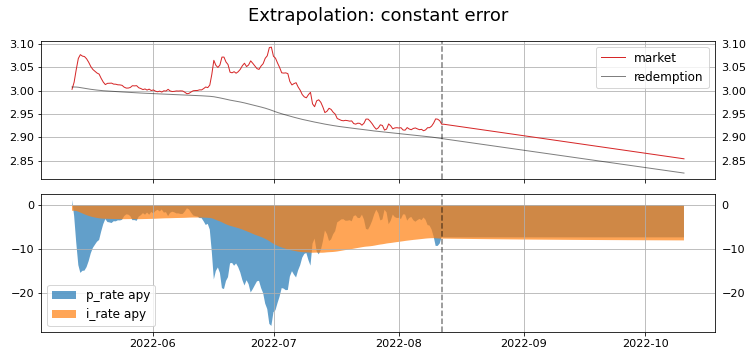 Extrapolation: constant error
3.10 3.10
3.05 3.05
3.00 3.00
2.95 2.95
2.90 2.90
2.85 2.85
market
redemption
0 0
−10 −10
−20 −20
p_rate apy
i_rate apy
2022-06 2022-07 2022-08 2022-09 2022-10